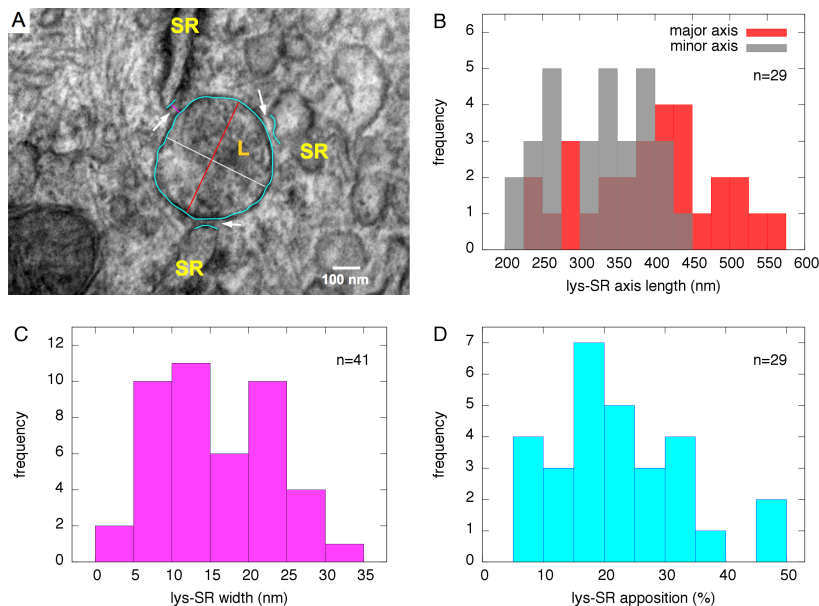 A
SR
L
SR
SR
100 nm
B
major axis
minor axis
n=29
frequency
0
1
2
3
4
5
6
200 250 300 350 400 450 500 550 600
lys-SR axis length (nm)
C
n=41
frequency
0
2
4
6
8
10
12
0 5 10 15 20 25 30 35
lys-SR width (nm)
D
n=29
frequency
0
1
2
3
4
5
6
7
0 10 20 30 40 50
lys-SR apposition (%)